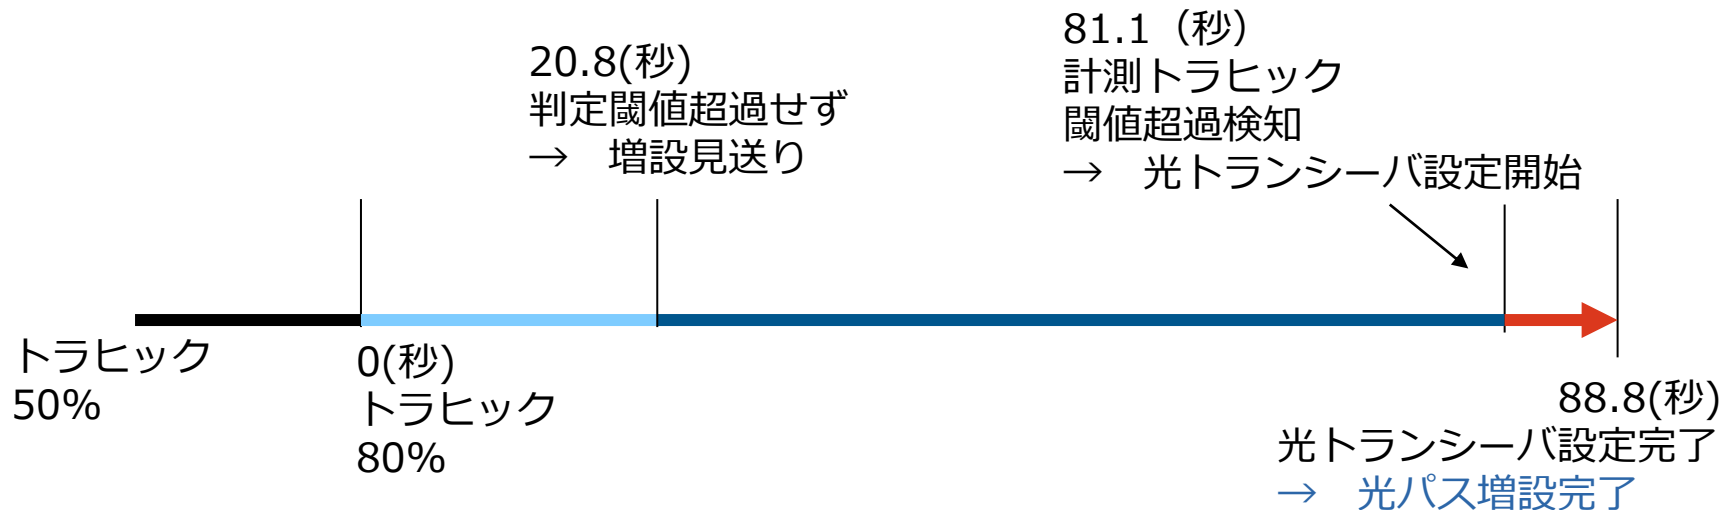 20.8(秒)
判定閾値超過せず
→　増設見送り
81.1（秒）
計測トラヒック
閾値超過検知
→　光トランシーバ設定開始
トラヒック
50%
0(秒)
トラヒック
80%
88.8(秒)
光トランシーバ設定完了
→　光パス増設完了